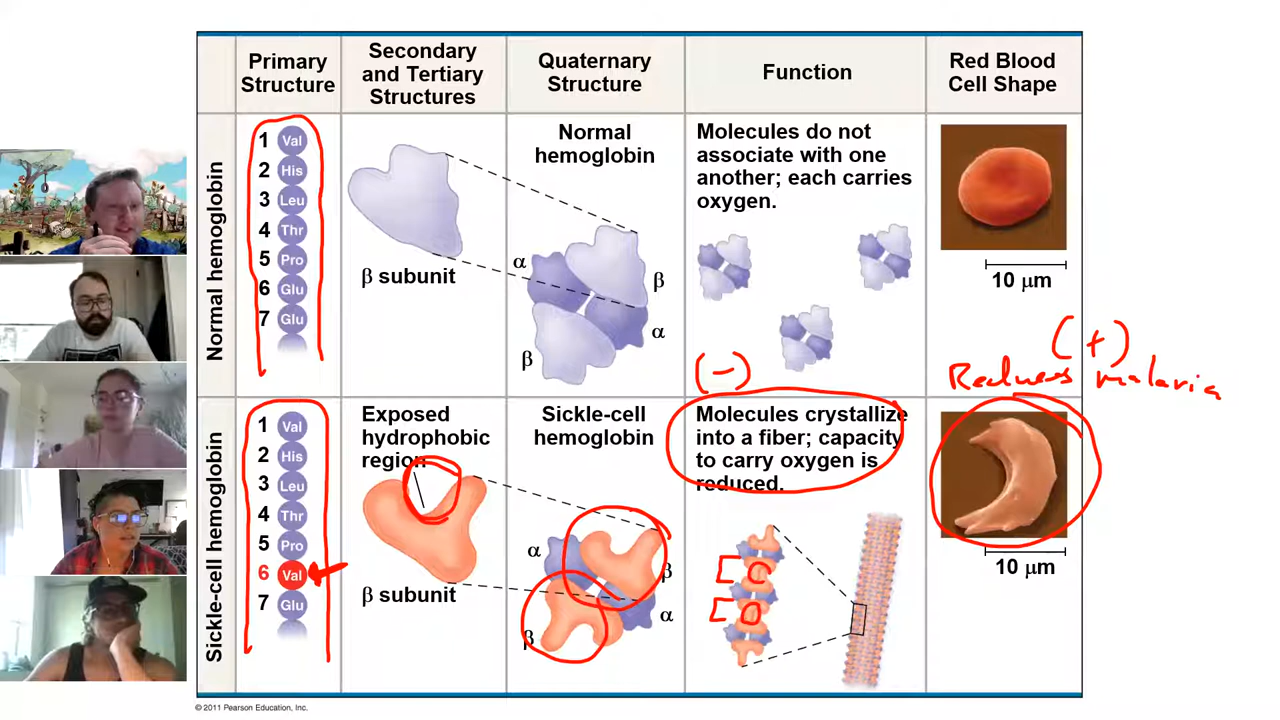 Primary
Structure
Secondary
and Tertiary
Structures
Quaternary
Structure
Function
Red Blood
Cell Shape
Normal hemoglobin
1 Val
2 His
3 Leu
4 Thr
5 Pro
6 Glu
7 Glu
β subunit
Normal
hemoglobin
α
β
α
β
Molecules do not
associate with one
another; each carries
oxygen.
10 μm
(-)
(+)
Reduces malaria
Sickle-cell hemoglobin
1 Val
2 His
3 Leu
4 Thr
5 Pro
6 Val
7 Glu
Exposed
hydrophobic
region
β subunit
Sickle-cell
hemoglobin
α
β
α
β
Molecules crystallize
into a fiber; capacity
to carry oxygen is
reduced.
10 μm
© 2011 Pearson Education, Inc.